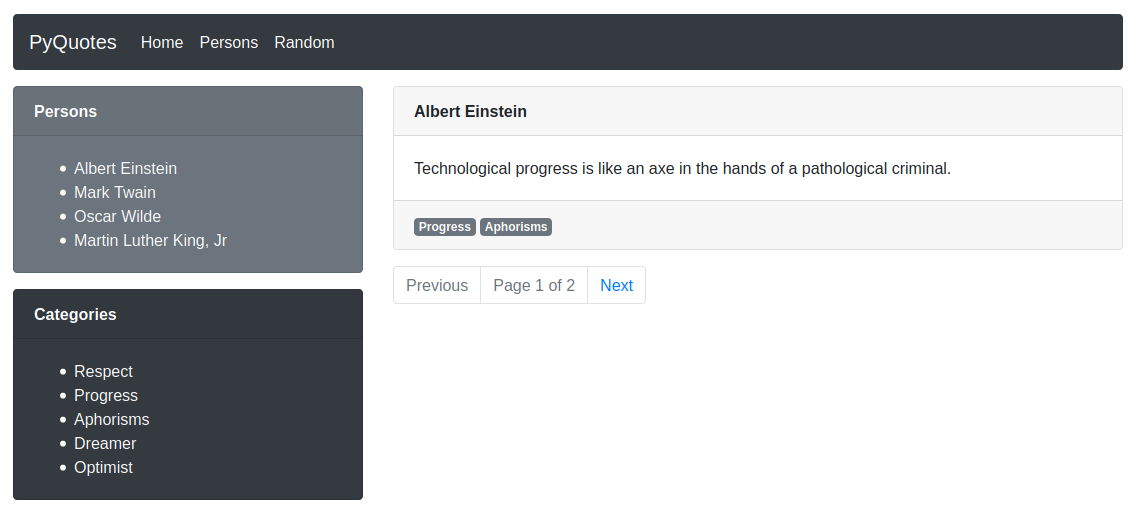 PyQuotes Home Persons Random
Persons
Albert Einstein
Mark Twain
Oscar Wilde
Martin Luther King, Jr
Categories
Respect
Progress
Aphorisms
Dreamer
Optimist
Albert Einstein
Technological progress is like an axe in the hands of a pathological criminal.
Progress Aphorisms
Previous Page 1 of 2 Next